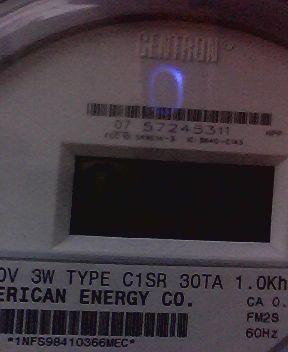 CENTRON®
07 57245311
0V 3W TYPE C1SR 30TA 1.0Kh
ERICAN ENERGY CO.
CA 0.
FM2S
60Hz
*1NFS98410366MEC*